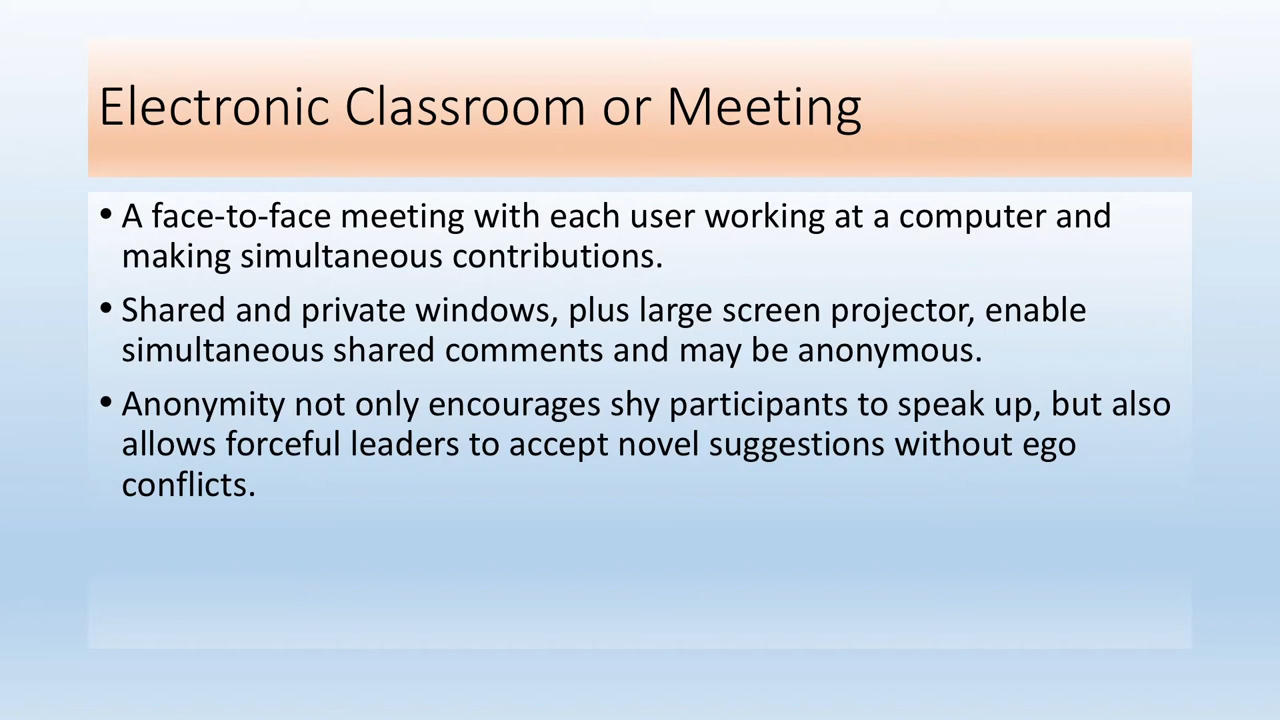 Electronic Classroom or Meeting
• A face-to-face meeting with each user working at a computer and
making simultaneous contributions.
• Shared and private windows, plus large screen projector, enable
simultaneous shared comments and may be anonymous.
• Anonymity not only encourages shy participants to speak up, but also
allows forceful leaders to accept novel suggestions without ego
conflicts.